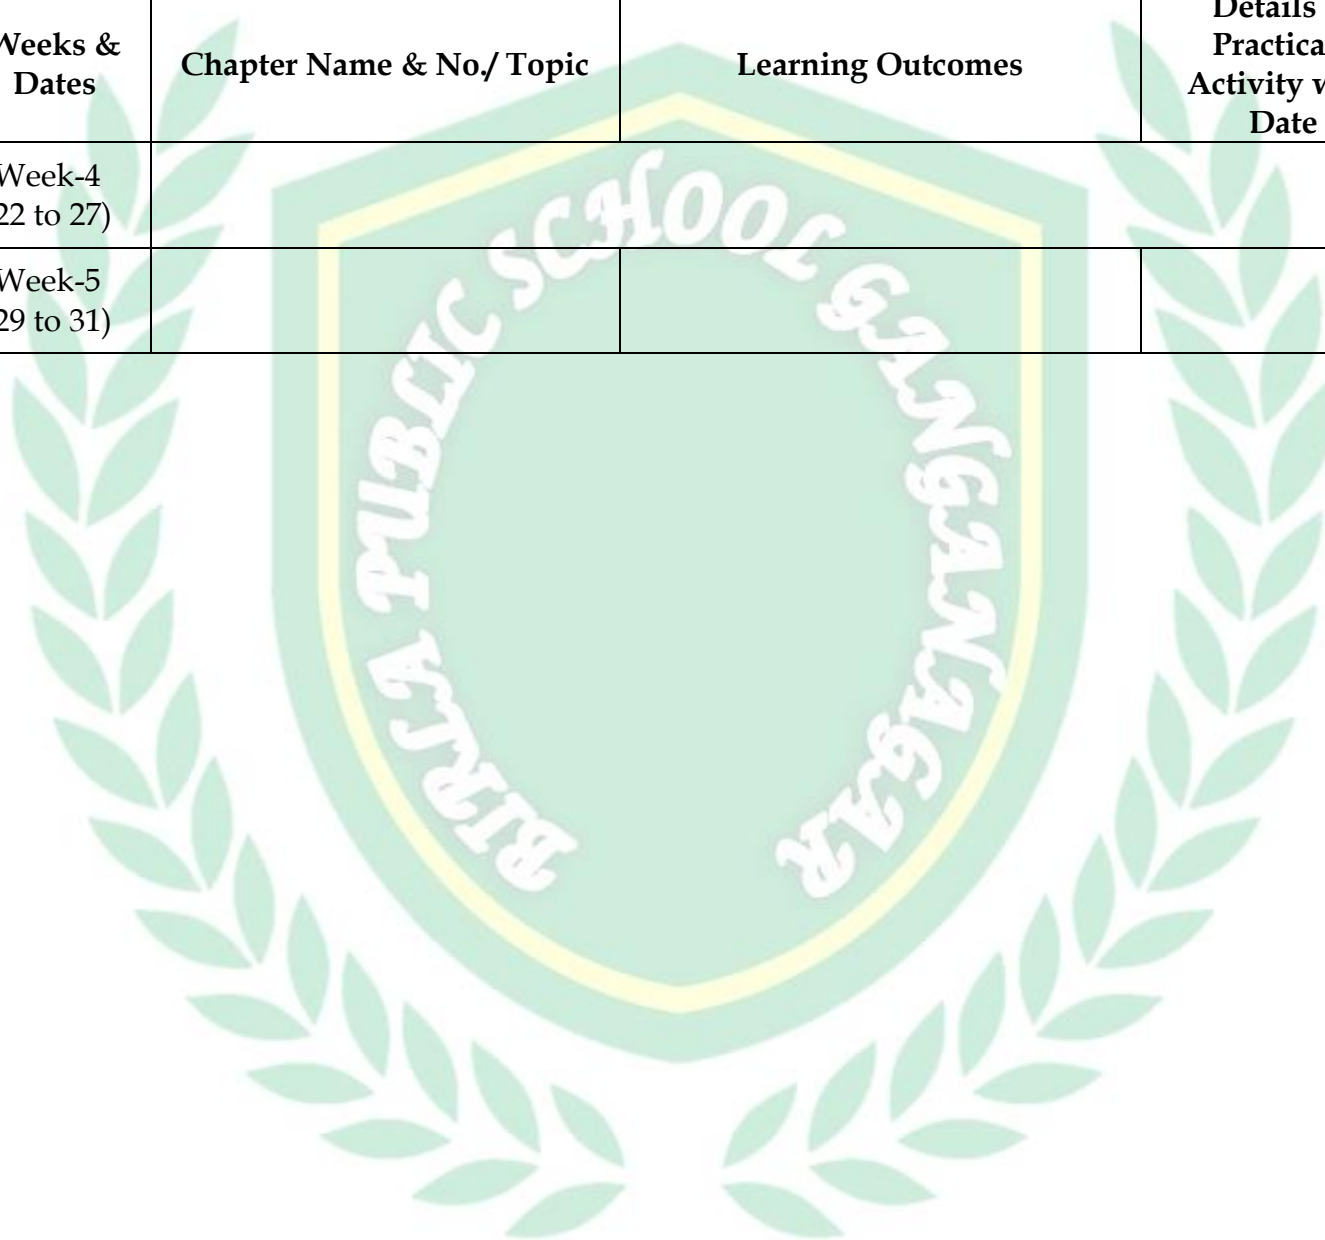 Weeks &
Dates
Chapter Name & No./ Topic
Learning Outcomes
Details
Practica
Activity
Date
Week-4
22 to 27)
Week-5
29 to 31)
BIRLA PUBLIC SCHOOL GANGANAGAR